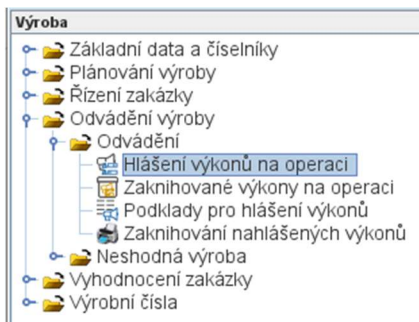 Výroba
Základní data a číselníky
Plánování výroby
Řízení zakázky
Odvádění výroby
Odvádění
Hlášení výkonů na operaci
Zaknihované výkony na operaci
Podklady pro hlášení výkonů
Zaknihování nahlášených výkonů
Neshodná výroba
Vyhodnocení zakázky
Výrobní čísla